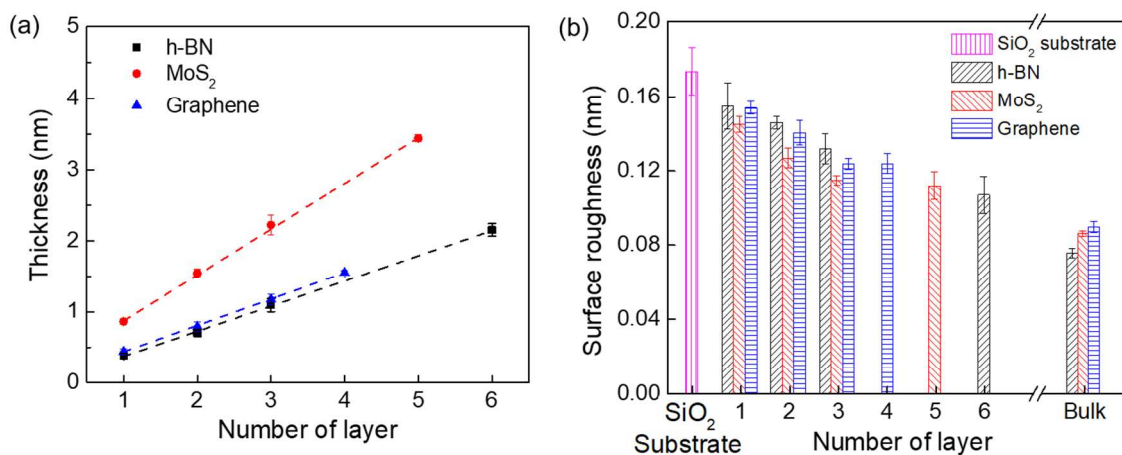 (a)
h-BN
MoS₂
Graphene
Thickness (nm)
5
4
3
2
1
0
1 2 3 4 5 6
Number of layer
(b)
SiO₂ substrate
h-BN
MoS₂
Graphene
Surface roughness (nm)
0.20
0.16
0.12
0.08
0.04
0.00
SiO₂ 1 2 3 4 5 6 Bulk
Substrate Number of layer